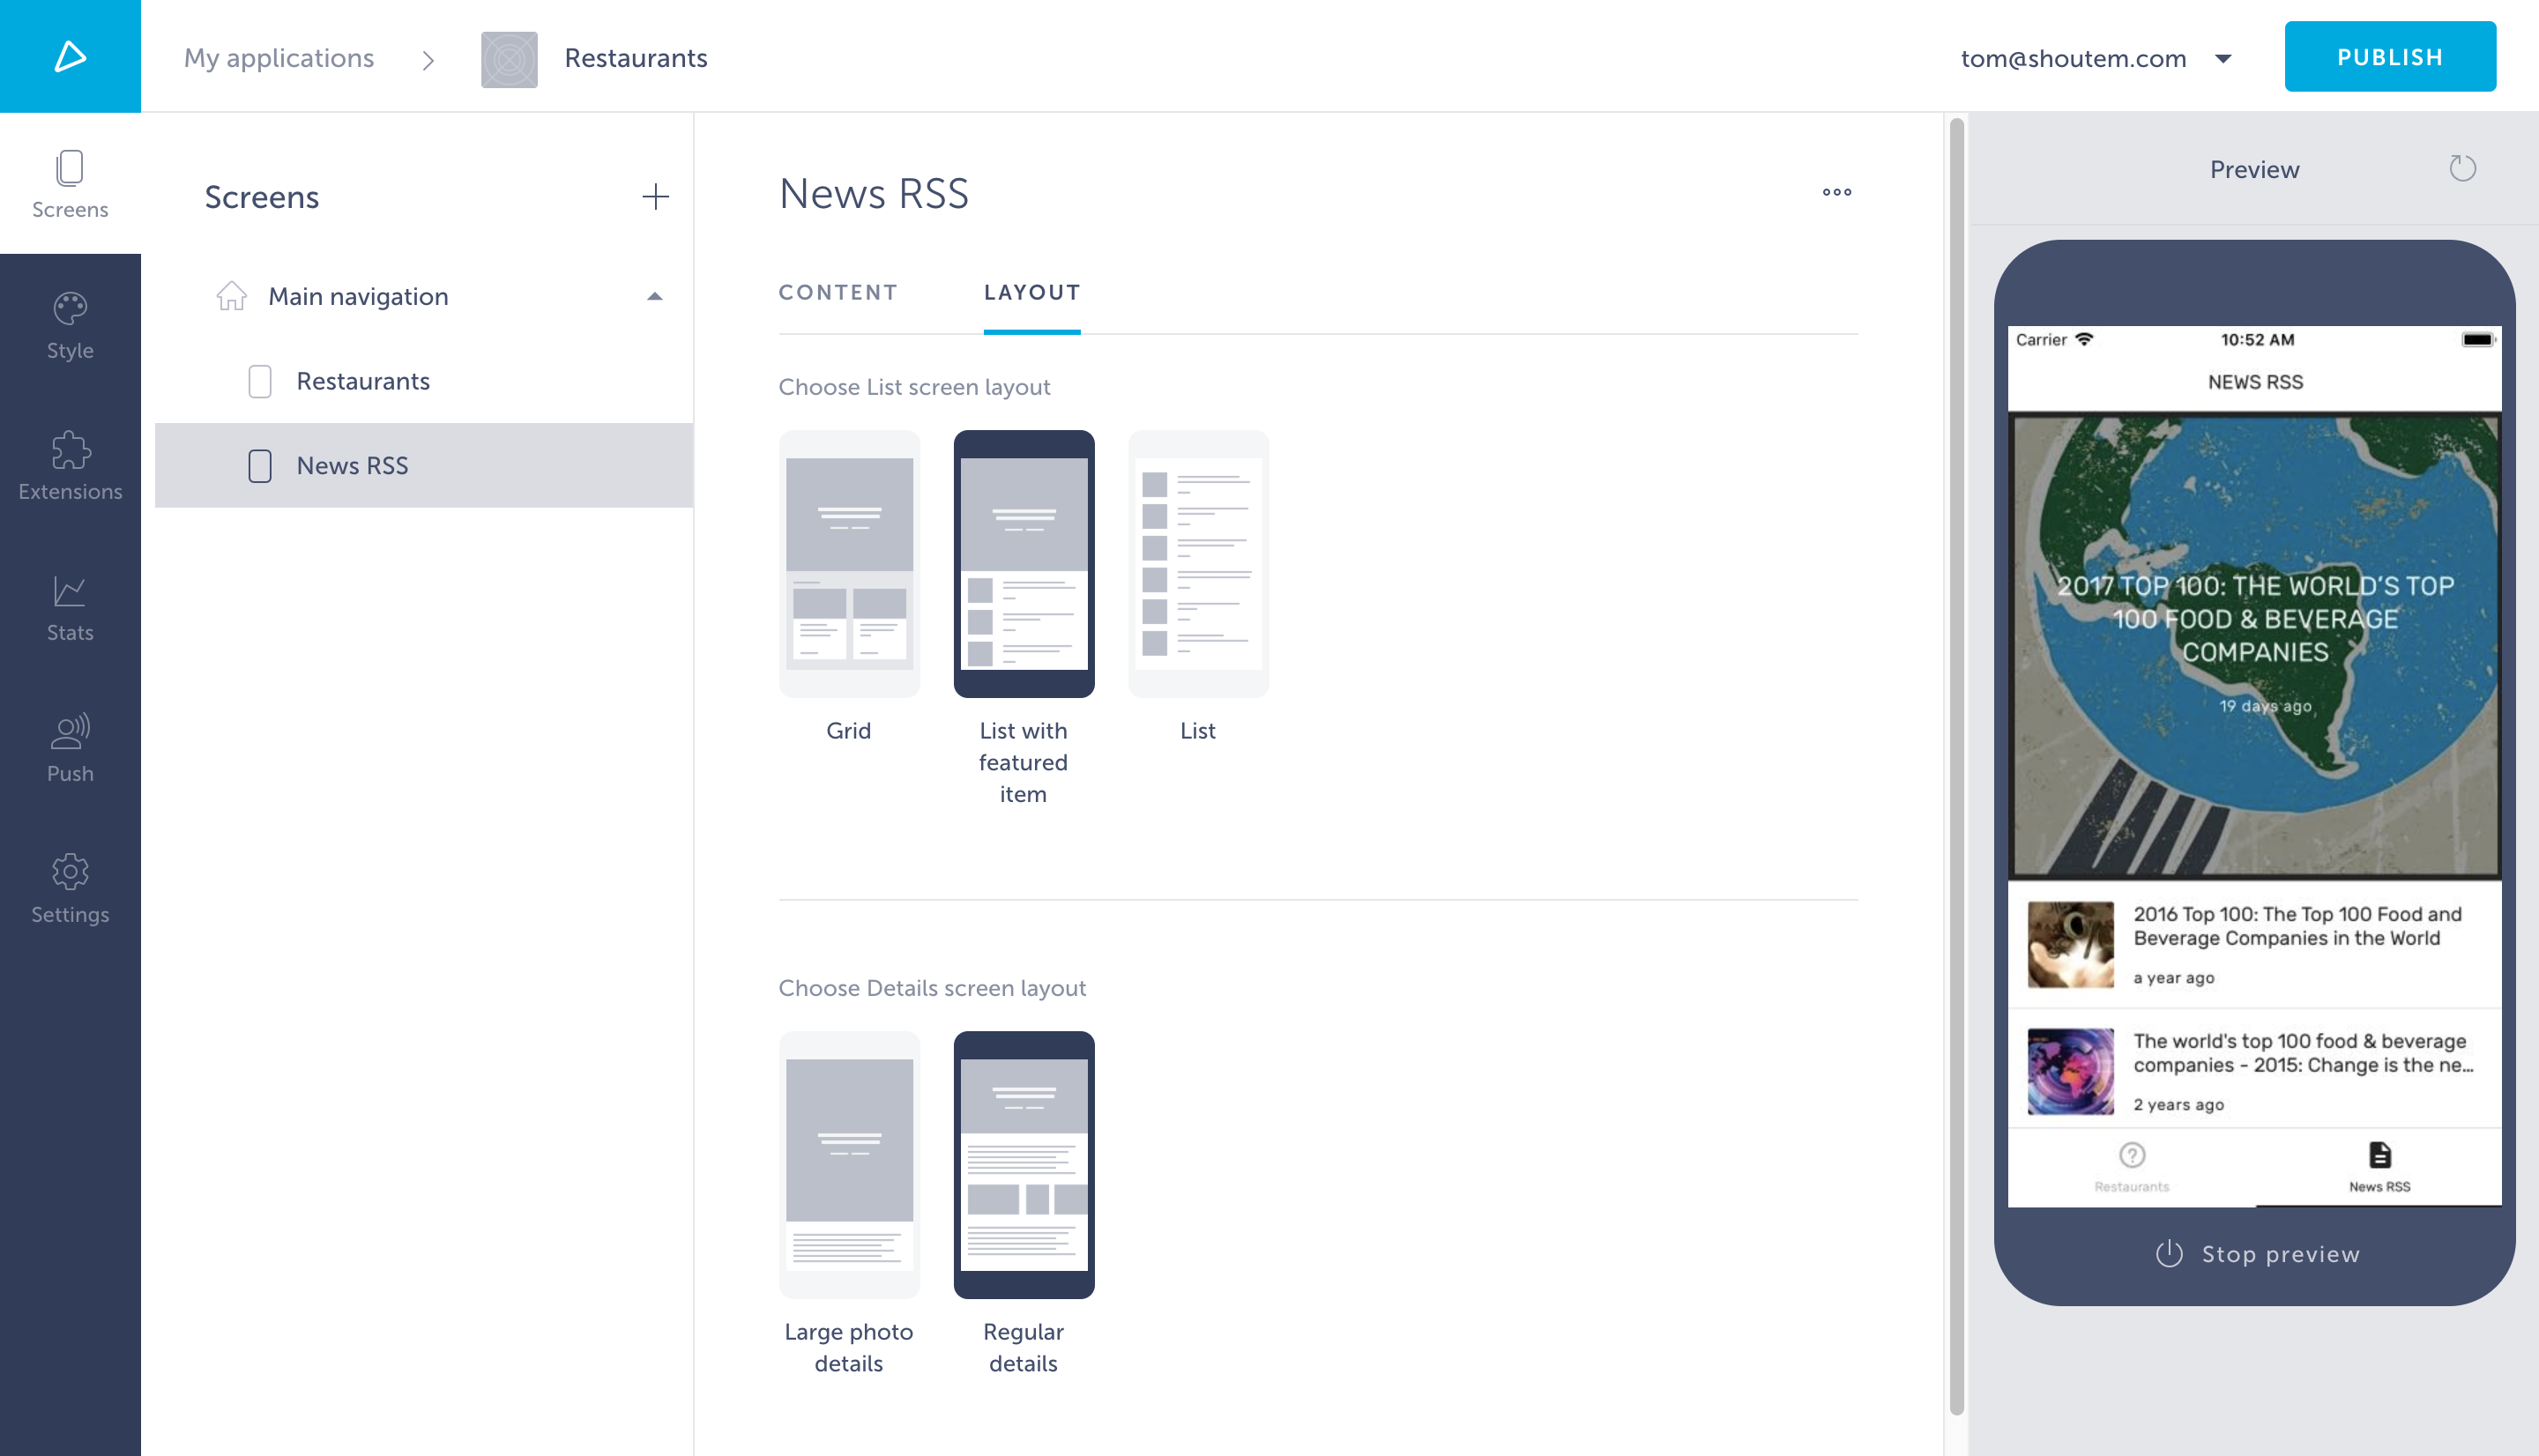 My applications
Restaurants
tom@shoutem.com
PUBLISH
Screens
Style
Extensions
Stats
Push
Settings
Screens
Main navigation
Restaurants
News RSS
News RSS
CONTENT
LAYOUT
Choose List screen layout
Grid
List with
featured
item
List
Choose Details screen layout
Large photo
details
Regular
details
Preview
Carrier
10:52 AM
NEWS RSS
2017 TOP 100: THE WORLD’S TOP
100 FOOD & BEVERAGE
COMPANIES
19 days ago
2016 Top 100: The Top 100 Food and
Beverage Companies in the World
a year ago
The world's top 100 food & beverage
companies - 2015: Change is the ne...
2 years ago
Restaurants
News RSS
Stop preview